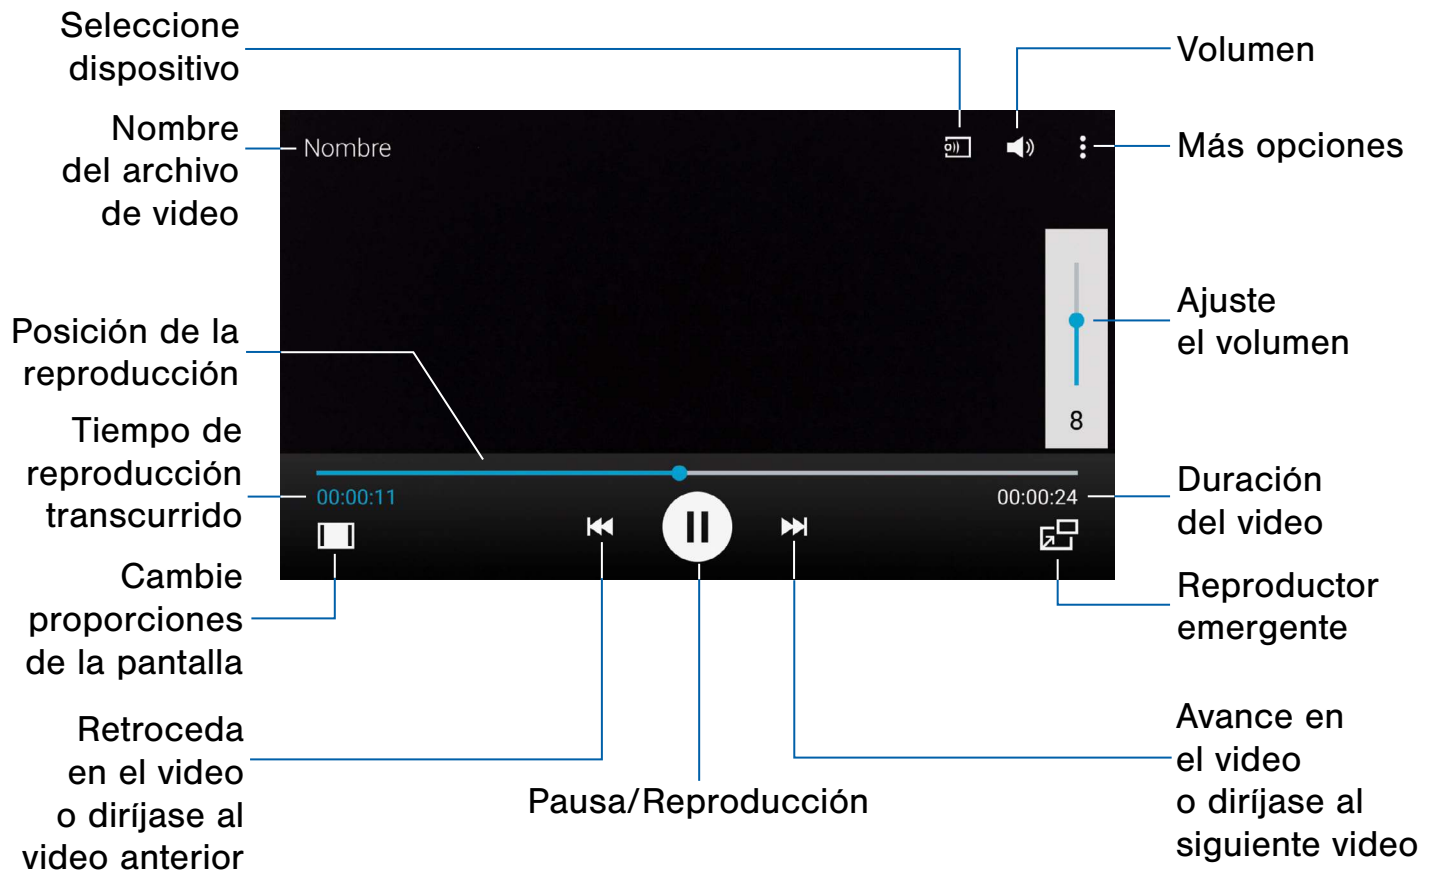 Seleccione
dispositivo
Nombre
del archivo
de video
Posición de la
reproducción
Tiempo de
reproducción
transcurrido
Cambie
proporciones
de la pantalla
Retroceda
en el video
o diríjase al
video anterior
Nombre
8
00:00:11
00:00:24
Pausa/Reproducción
Volumen
Más opciones
Ajuste
el volumen
Duración
del video
Reproductor
emergente
Avance en
el video
o diríjase al
siguiente video